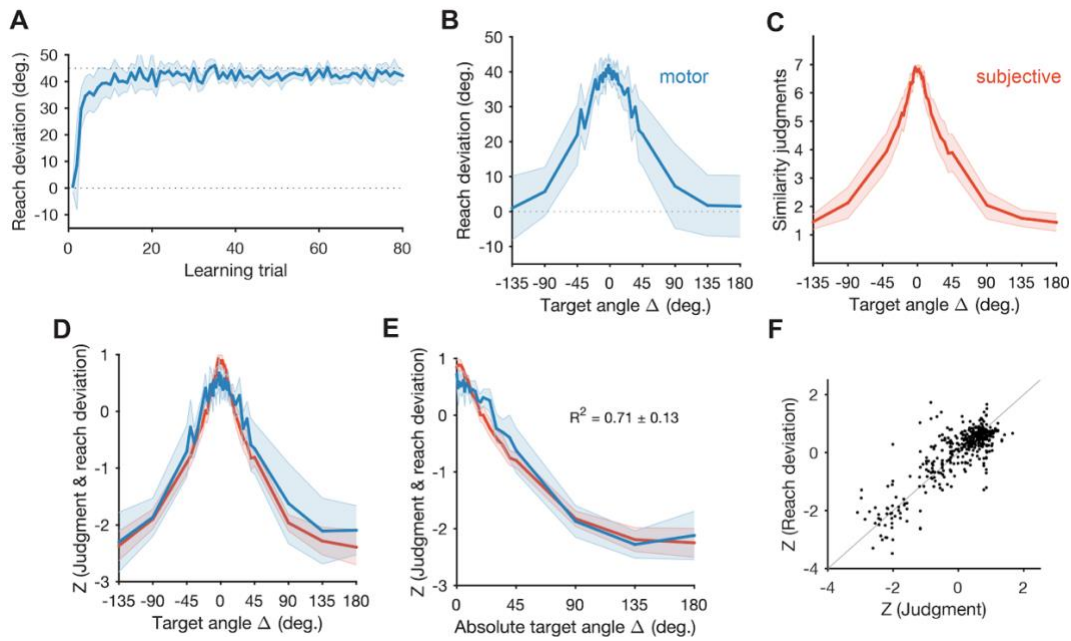 A
Reach deviation (deg.)
50
40
30
20
10
0
-10
0 20 40 60 80
Learning trial
B
Reach deviation (deg.)
50
40
30
20
10
0
-10
motor
-135 -90 -45 0 45 90 135 180
Target angle Δ (deg.)
C
Similarity judgments
7
6
5
4
3
2
1
subjective
-135 -90 -45 0 45 90 135 180
Target angle Δ (deg.)
D
Z (Judgment & reach deviation)
1
0
-1
-2
-3
-135 -90 -45 0 45 90 135 180
Target angle Δ (deg.)
E
Z (Judgment & reach deviation)
1
0
-1
-2
-3
R² = 0.71 ± 0.13
0 45 90 135 180
Absolute target angle Δ (deg.)
F
Z (Reach deviation)
2
0
-2
-4
-4 -2 0 2
Z (Judgment)